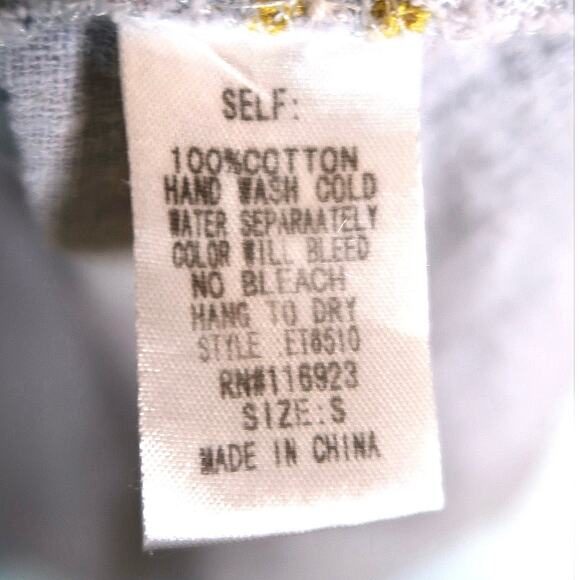 SELF:
100%COTTON
HAND WASH COLD
WATER SEPARAATELY
COLOR WILL BLEED
NO BLEACH
HANG TO DRY
STYLE :ET8510
RN#116923
SIZE:S
MADE IN CHINA